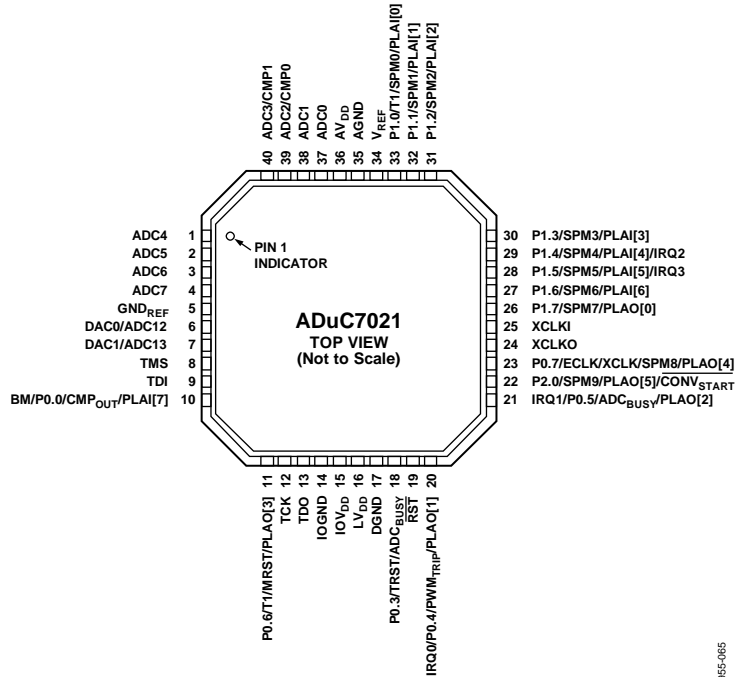 40 ADC3/CMP1
39 ADC2/CMP0
38 ADC1
37 ADC0
36 AVDD
35 AGND
34 VREF
33 P1.0/T1/SPM0/PLAI[0]
32 P1.1/SPM1/PLAI[1]
31 P1.2/SPM2/PLAI[2]
ADC4 1
ADC5 2
ADC6 3
ADC7 4
GNDREF 5
DAC0/ADC12 6
DAC1/ADC13 7
TMS 8
TDI 9
BM/P0.0/CMPOUT/PLAI[7] 10
PIN 1
INDICATOR
ADuC7021
TOP VIEW
(Not to Scale)
30 P1.3/SPM3/PLAI[3]
29 P1.4/SPM4/PLAI[4]/IRQ2
28 P1.5/SPM5/PLAI[5]/IRQ3
27 P1.6/SPM6/PLAI[6]
26 P1.7/SPM7/PLAO[0]
25 XCLKI
24 XCLKO
23 P0.7/ECLK/XCLK/SPM8/PLAO[4]
22 P2.0/SPM9/PLAO[5]/CONVSTART
21 IRQ1/P0.5/ADCBUSY/PLAO[2]
P0.6/T1/MRST/PLAO[3] 11
TCK 12
TDO 13
IOGND 14
IOVDD 15
LVDD 16
DGND 17
P0.3/TRST/ADCBUSY 18
RST 19
IRQ0/P0.4/PWMTRIP/PLAO[1] 20